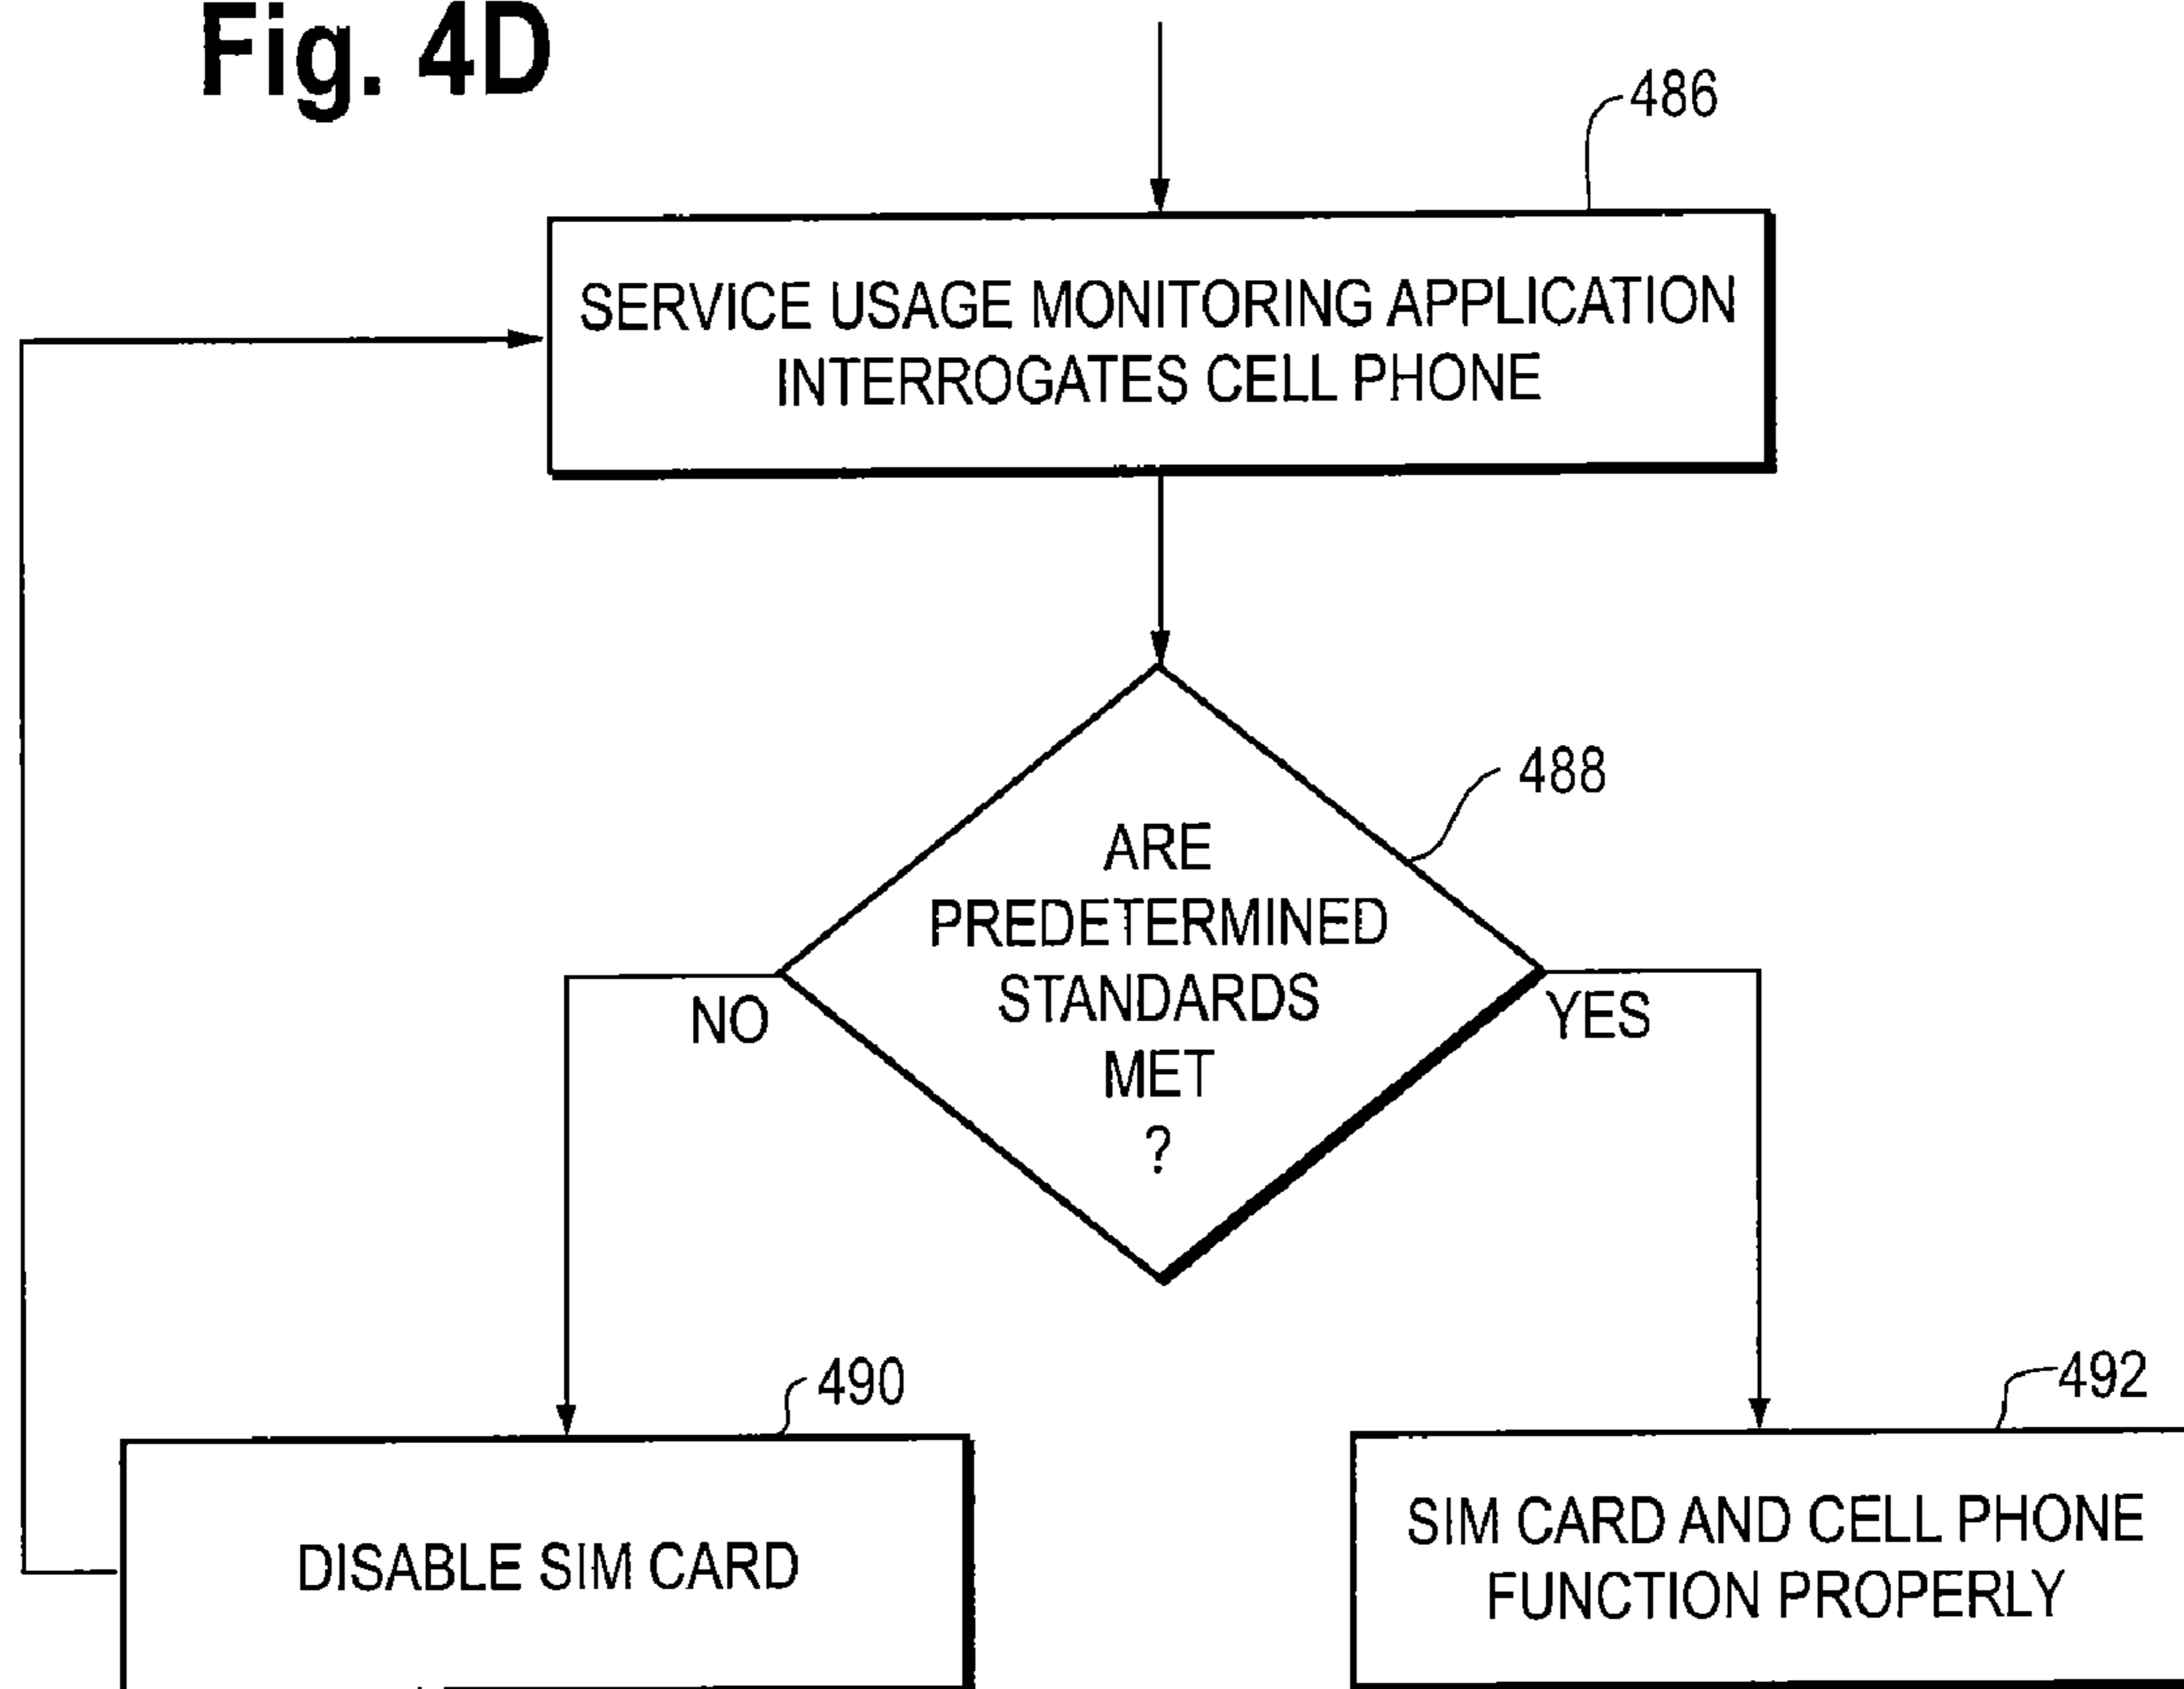 Fig. 4D
486
SERVICE USAGE MONITORING APPLICATION
INTERROGATES CELL PHONE
488
ARE
PREDETERMINED
STANDARDS
MET
?
NO
YES
490
492
DISABLE SIM CARD
SIM CARD AND CELL PHONE
FUNCTION PROPERLY